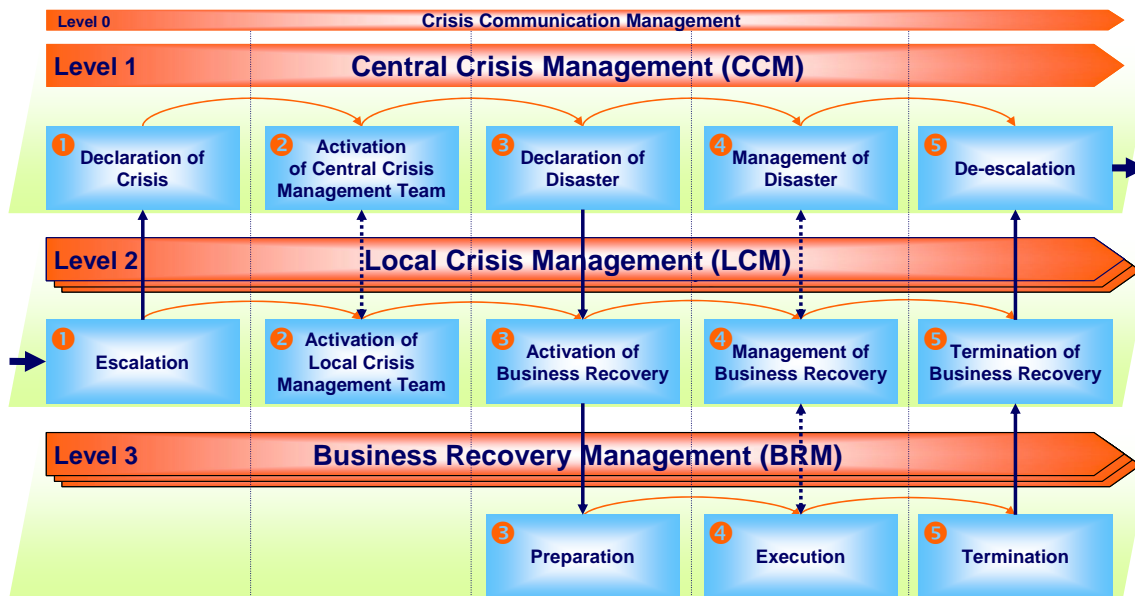 Level 0
Crisis Communication Management
Level 1
Central Crisis Management (CCM)
1
Declaration of
Crisis
2
Activation
of Central Crisis
Management Team
3
Declaration of
Disaster
4
Management of
Disaster
5
De-escalation
Level 2
Local Crisis Management (LCM)
1
Escalation
2
Activation of
Local Crisis
Management Team
3
Activation of
Business Recovery
4
Management of
Business Recovery
5
Termination of
Business Recovery
Level 3
Business Recovery Management (BRM)
3
Preparation
4
Execution
5
Termination